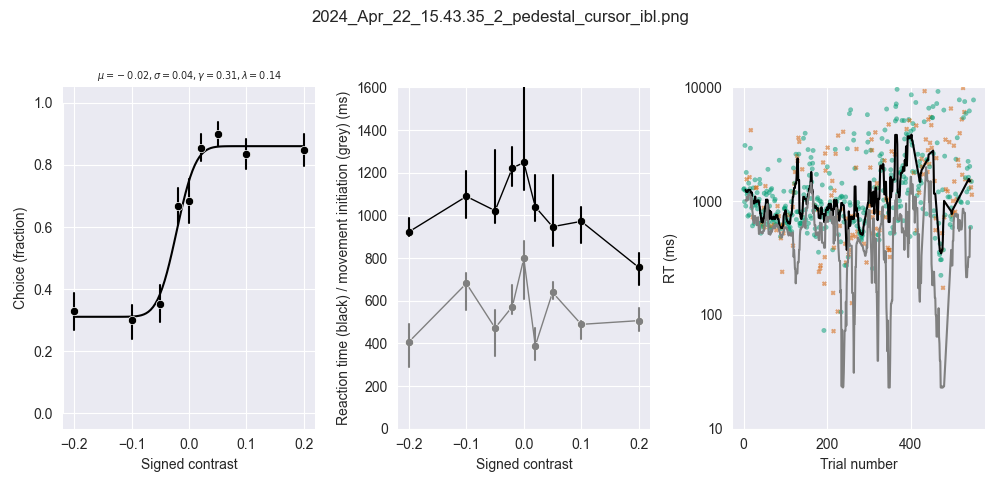 2024_Apr_22_15.43.35_2_pedestal_cursor_ibl.png
μ = − 0.02, σ = 0.04, γ = 0.31, λ = 0.14
Choice (fraction)
1.0
0.8
0.6
0.4
0.2
0.0
−0.2 −0.1 0.0 0.1 0.2
Signed contrast
Reaction time (black) / movement initiation (grey) (ms)
1600
1400
1200
1000
800
600
400
200
0
−0.2 −0.1 0.0 0.1 0.2
Signed contrast
RT (ms)
10000
1000
100
10
0 200 400
Trial number